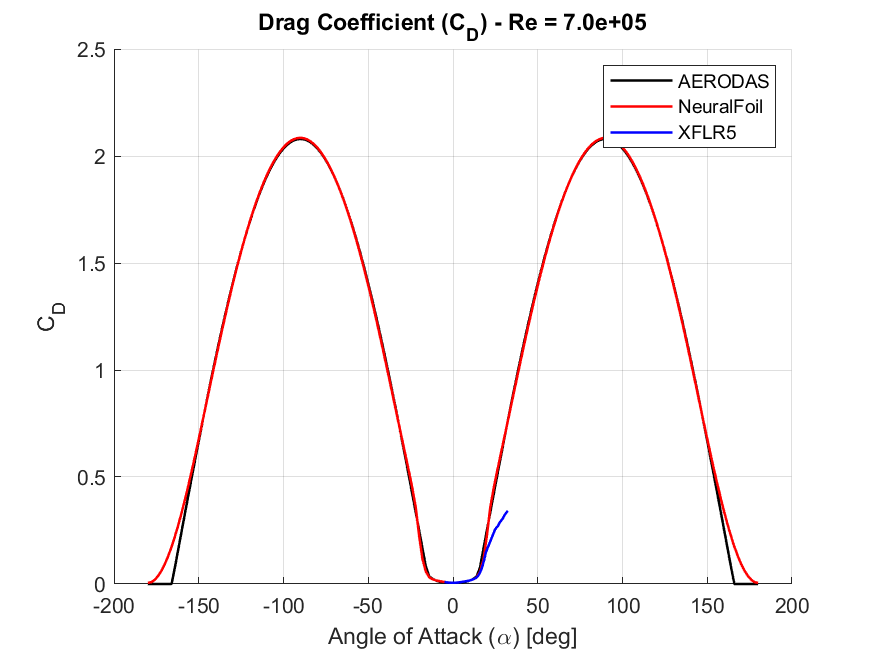 Drag Coefficient (C_D) - Re = 7.0e+05
AERODAS
NeuralFoil
XFLR5
2.5
2
1.5
1
0.5
0
C_D
-200 -150 -100 -50 0 50 100 150 200
Angle of Attack (α) [deg]